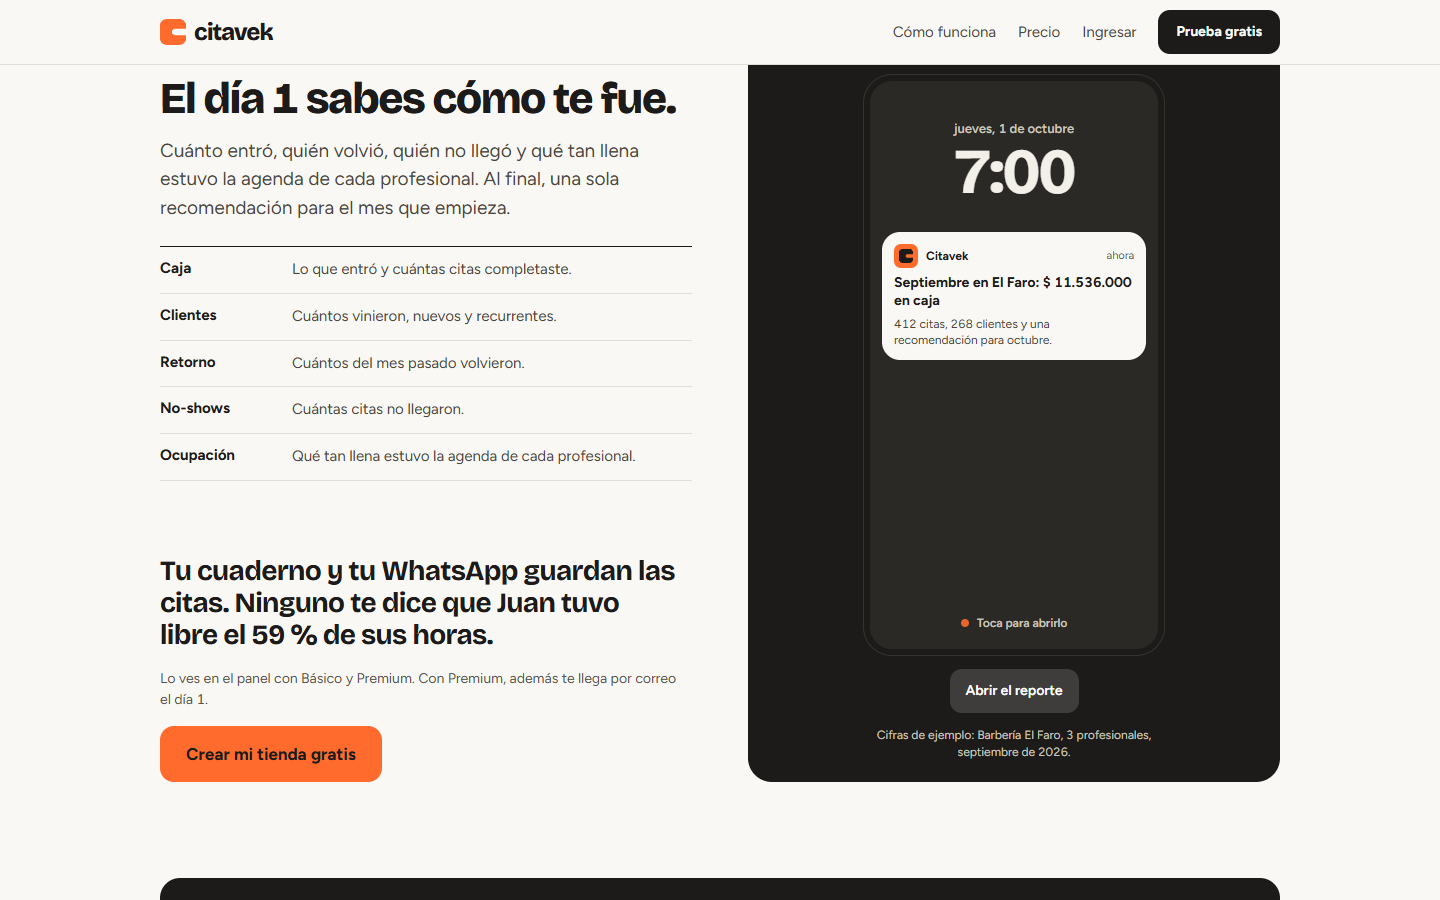 citavek
Cómo funciona
Precio
Ingresar
Prueba gratis
El día 1 sabes cómo te fue.
Cuánto entró, quién volvió, quién no llegó y qué tan llena
estuvo la agenda de cada profesional. Al final, una sola
recomendación para el mes que empieza.
Caja
Lo que entró y cuántas citas completaste.
Clientes
Cuántos vinieron, nuevos y recurrentes.
Retorno
Cuántos del mes pasado volvieron.
No-shows
Cuántas citas no llegaron.
Ocupación
Qué tan llena estuvo la agenda de cada profesional.
Tu cuaderno y tu WhatsApp guardan las
citas. Ninguno te dice que Juan tuvo
libre el 59 % de sus horas.
Lo ves en el panel con Básico y Premium. Con Premium, además te llega por correo
el día 1.
Crear mi tienda gratis
jueves, 1 de octubre
7:00
Citavek
ahora
Septiembre en El Faro: $ 11.536.000
en caja
412 citas, 268 clientes y una
recomendación para octubre.
Toca para abrirlo
Abrir el reporte
Cifras de ejemplo: Barbería El Faro, 3 profesionales,
septiembre de 2026.